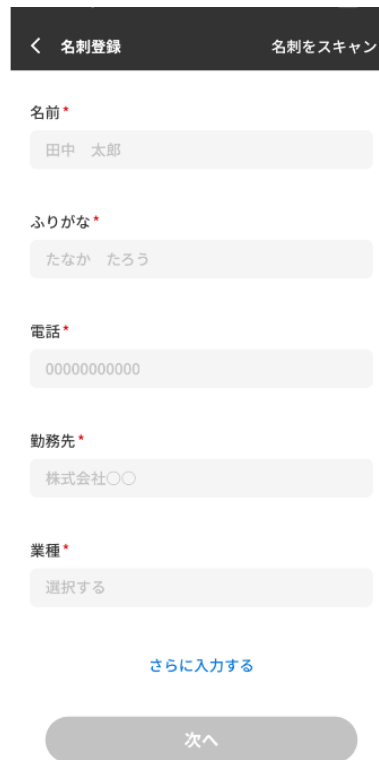 名刺登録 名刺をスキャン
名前*
田中　太郎
ふりがな*
たなか　たろう
電話*
00000000000
勤務先*
株式会社〇〇
業種*
選択する
さらに入力する
次へ